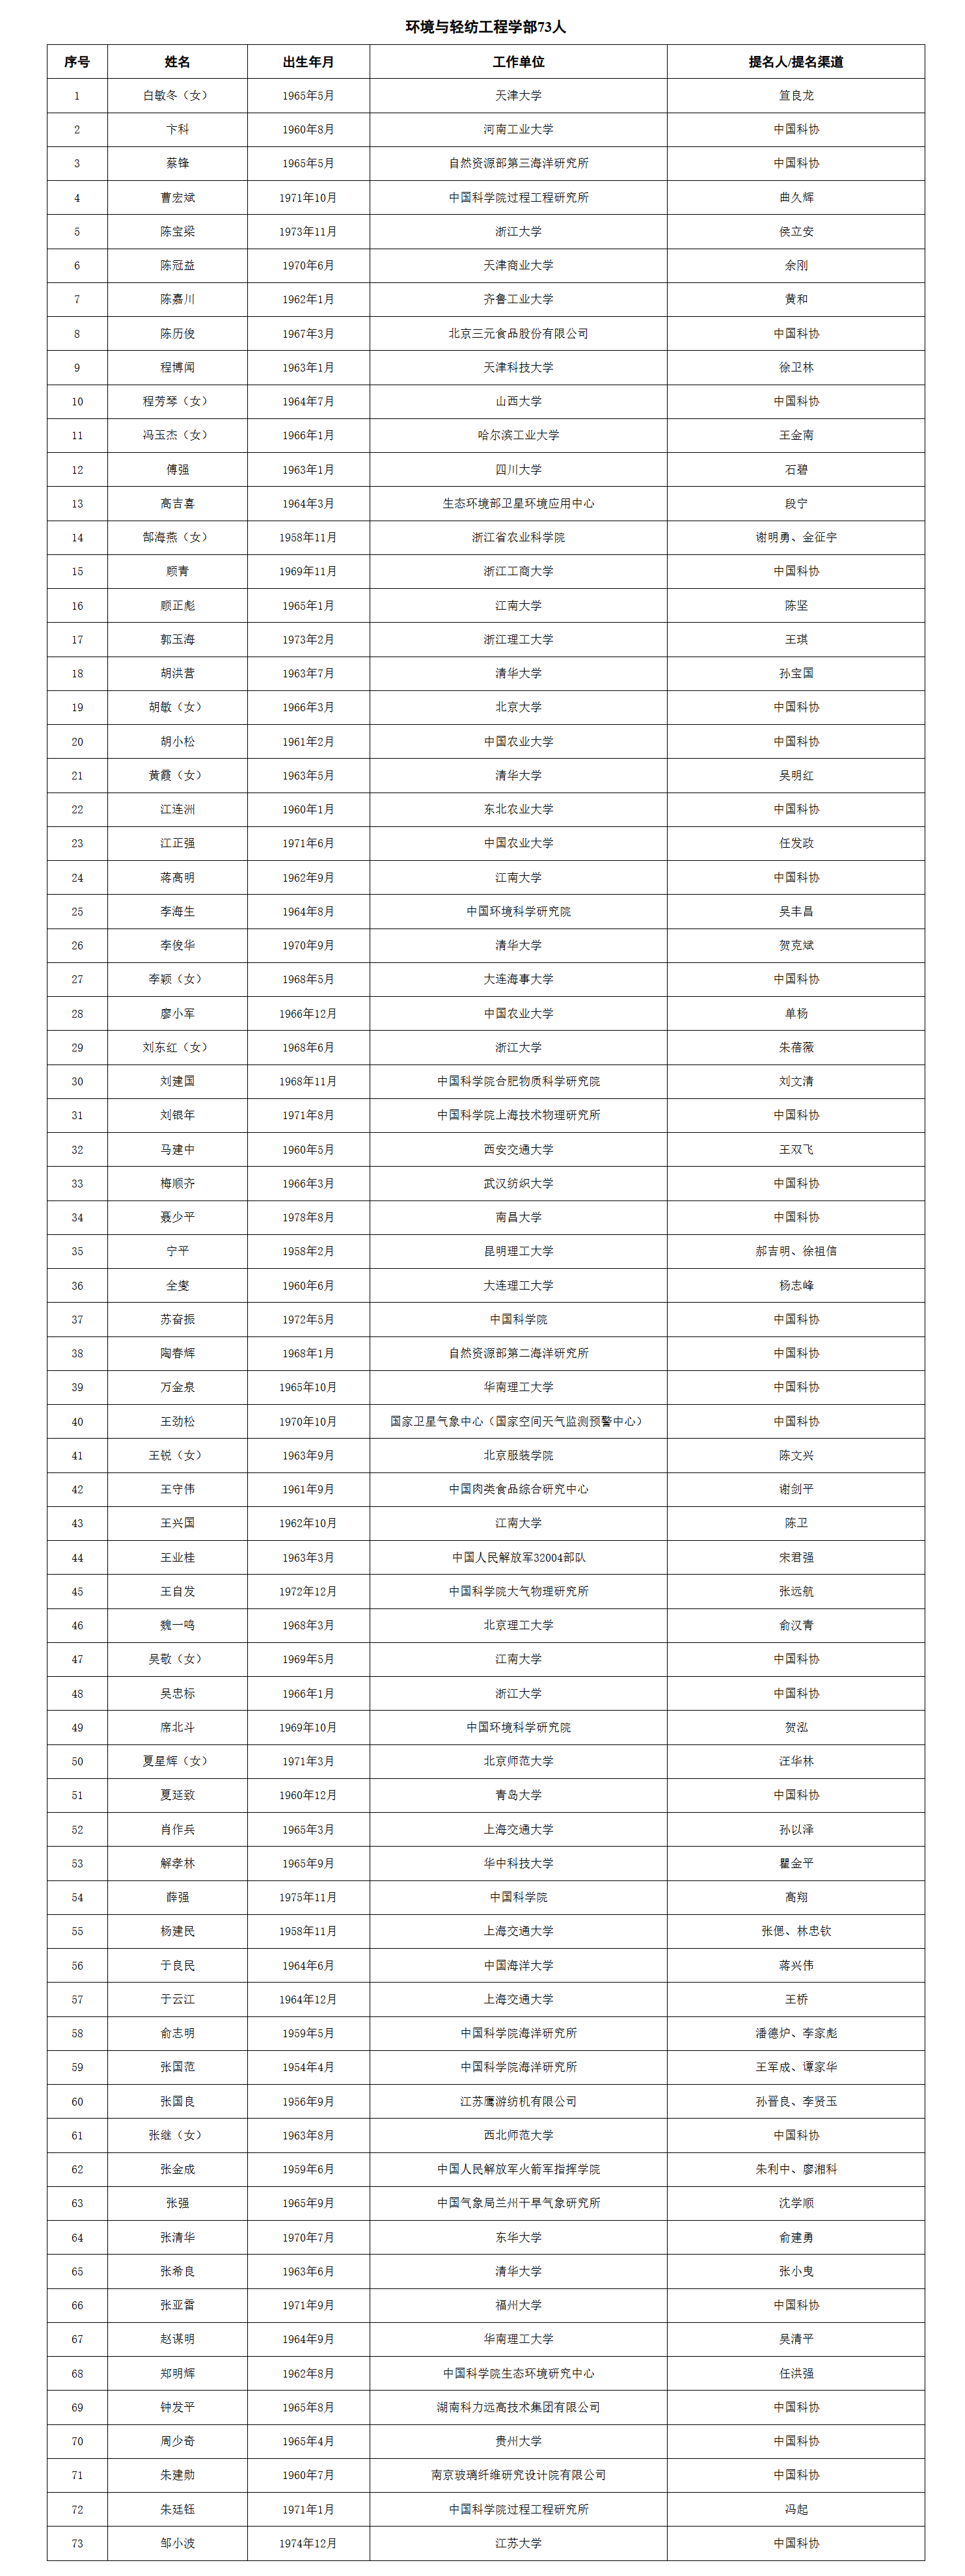 环境与轻纺工程学部73人
序号 姓名 出生年月 工作单位 提名人/提名渠道
1 白敏冬（女） 1965年5月 天津大学 笪良龙
2 卞科 1960年8月 河南工业大学 中国科协
3 蔡锋 1965年5月 自然资源部第三海洋研究所 中国科协
4 曹宏斌 1971年10月 中国科学院过程工程研究所 曲久辉
5 陈宝梁 1973年11月 浙江大学 侯立安
6 陈冠益 1970年6月 天津商业大学 余刚
7 陈嘉川 1962年1月 齐鲁工业大学 黄和
8 陈历俊 1967年3月 北京三元食品股份有限公司 中国科协
9 程博闻 1963年1月 天津科技大学 徐卫林
10 程芳琴（女） 1964年7月 山西大学 中国科协
11 冯玉杰（女） 1966年1月 哈尔滨工业大学 王金南
12 傅强 1963年1月 四川大学 石碧
13 高吉喜 1964年3月 生态环境部卫星环境应用中心 段宁
14 郜海燕（女） 1958年11月 浙江省农业科学院 谢明勇、金征宇
15 顾青 1969年11月 浙江工商大学 中国科协
16 顾正彪 1965年1月 江南大学 陈坚
17 郭玉海 1973年2月 浙江理工大学 王琪
18 胡洪营 1963年7月 清华大学 孙宝国
19 胡敏（女） 1966年3月 北京大学 中国科协
20 胡小松 1961年2月 中国农业大学 中国科协
21 黄霞（女） 1963年5月 清华大学 吴明红
22 江连洲 1960年1月 东北农业大学 中国科协
23 江正强 1971年6月 中国农业大学 任发政
24 蒋高明 1962年9月 江南大学 中国科协
25 李海生 1964年8月 中国环境科学研究院 吴丰昌
26 李俊华 1970年9月 清华大学 贺克斌
27 李颖（女） 1968年5月 大连海事大学 中国科协
28 廖小军 1966年12月 中国农业大学 单杨
29 刘东红（女） 1968年6月 浙江大学 朱蓓薇
30 刘建国 1968年11月 中国科学院合肥物质科学研究院 刘文清
31 刘银年 1971年8月 中国科学院上海技术物理研究所 中国科协
32 马建中 1960年5月 西安交通大学 王双飞
33 梅顺齐 1966年3月 武汉纺织大学 中国科协
34 聂少平 1978年8月 南昌大学 中国科协
35 宁平 1958年2月 昆明理工大学 郝吉明、徐祖信
36 全燮 1960年6月 大连理工大学 杨志峰
37 苏奋振 1972年5月 中国科学院 中国科协
38 陶春辉 1968年1月 自然资源部第二海洋研究所 中国科协
39 万金泉 1965年10月 华南理工大学 中国科协
40 王劲松 1970年10月 国家卫星气象中心（国家空间天气监测预警中心） 中国科协
41 王锐（女） 1963年9月 北京服装学院 陈文兴
42 王守伟 1961年9月 中国肉类食品综合研究中心 谢剑平
43 王兴国 1962年10月 江南大学 陈卫
44 王业桂 1963年3月 中国人民解放军32004部队 宋君强
45 王自发 1972年12月 中国科学院大气物理研究所 张远航
46 魏一鸣 1968年3月 北京理工大学 俞汉青
47 吴敬（女） 1969年5月 江南大学 中国科协
48 吴忠标 1966年1月 浙江大学 中国科协
49 席北斗 1969年10月 中国环境科学研究院 贺泓
50 夏星辉（女） 1971年3月 北京师范大学 汪华林
51 夏延致 1960年12月 青岛大学 中国科协
52 肖作兵 1965年3月 上海交通大学 孙以泽
53 解孝林 1965年9月 华中科技大学 瞿金平
54 薛强 1975年11月 中国科学院 高翔
55 杨建民 1958年11月 上海交通大学 张偲、林忠钦
56 于良民 1964年6月 中国海洋大学 蒋兴伟
57 于云江 1964年12月 上海交通大学 王桥
58 俞志明 1959年5月 中国科学院海洋研究所 潘德炉、李家彪
59 张国范 1954年4月 中国科学院海洋研究所 王军成、谭家华
60 张国良 1956年9月 江苏鹰游纺机有限公司 孙晋良、李贤玉
61 张继（女） 1963年8月 西北师范大学 中国科协
62 张金成 1959年6月 中国人民解放军火箭军指挥学院 朱利中、廖湘科
63 张强 1965年9月 中国气象局兰州干旱气象研究所 沈学顺
64 张清华 1970年7月 东华大学 俞建勇
65 张希良 1963年6月 清华大学 张小曳
66 张亚雷 1971年9月 福州大学 中国科协
67 赵谋明 1964年9月 华南理工大学 吴清平
68 郑明辉 1962年8月 中国科学院生态环境研究中心 任洪强
69 钟发平 1965年8月 湖南科力远高技术集团有限公司 中国科协
70 周少奇 1965年4月 贵州大学 中国科协
71 朱建勋 1960年7月 南京玻璃纤维研究设计院有限公司 中国科协
72 朱廷钰 1971年1月 中国科学院过程工程研究所 冯起
73 邹小波 1974年12月 江苏大学 中国科协